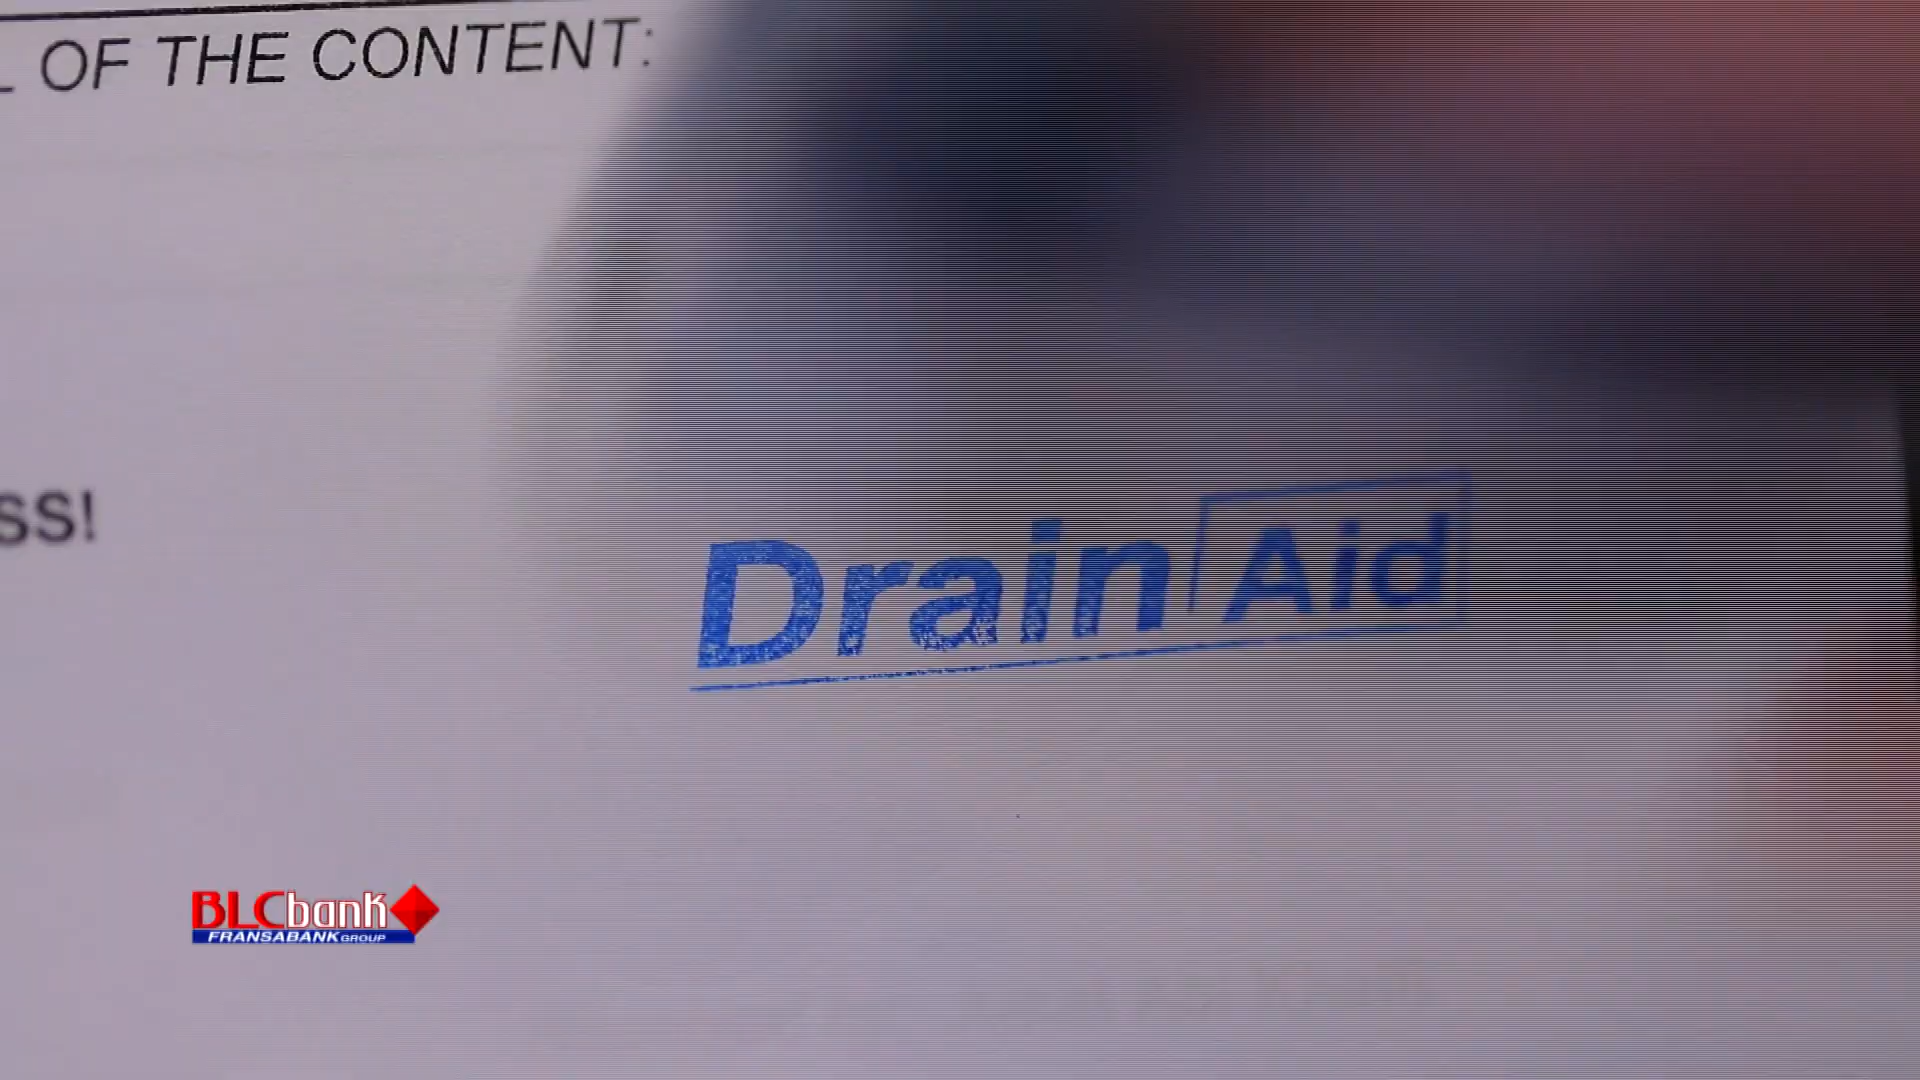 OF THE CONTENT:
SS!
Drain Aid
BLCbank
FRANSABANK GROUP